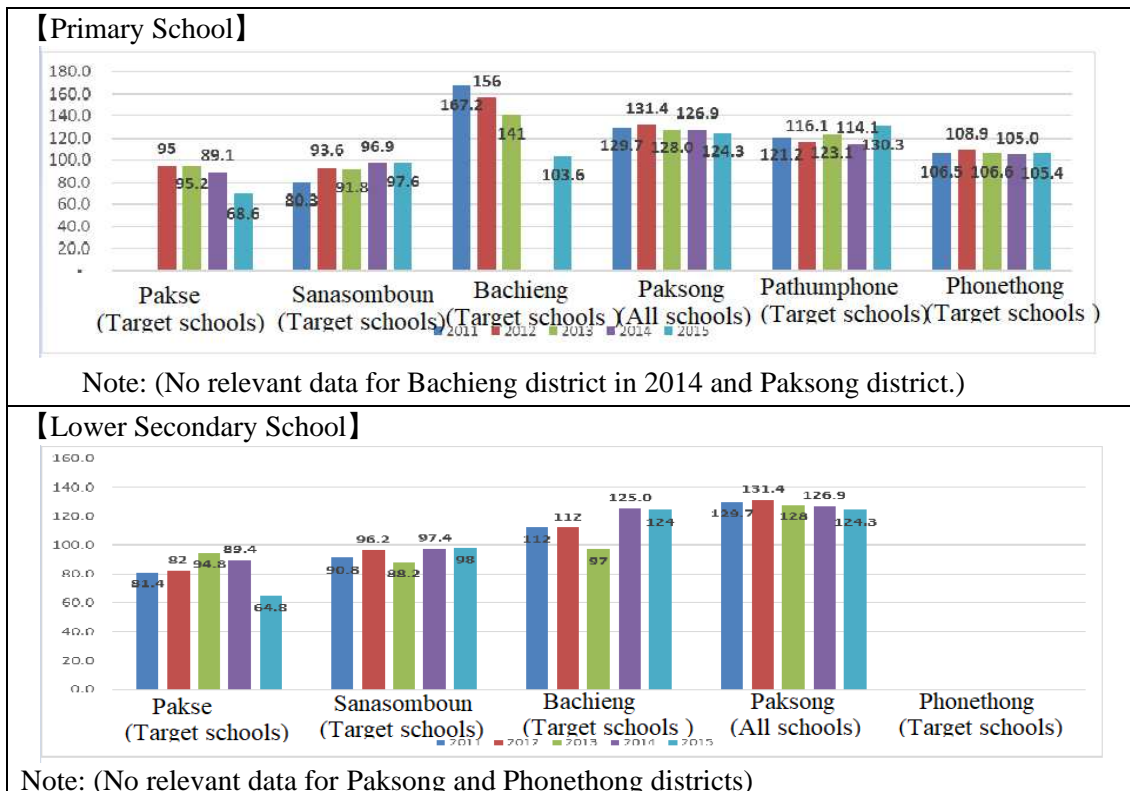 【Primary School】
180.0
160.0
140.0
120.0
100.0
80.0
60.0
40.0
20.0
-
95 95.2 89.1 68.6
80.3 93.6 91.8 96.9 97.6
167.2 156 141 103.6
129.7 131.4 128.0 126.9 124.3
121.2 116.1 123.1 114.1 130.3
106.5 108.9 106.6 105.0 105.4
Pakse Sanasomboun Bachieng Paksong Pathumphone Phonethong
(Target schools) (Target schools) (Target schools ) (All schools) (Target schools) (Target schools )
2011 2012 2013 2014 2015
Note: (No relevant data for Bachieng district in 2014 and Paksong district.)
【Lower Secondary School】
160.0
140.0
120.0
100.0
80.0
60.0
40.0
20.0
0.0
81.4 82 94.8 89.4 64.8
90.8 96.2 88.2 97.4 98
112 112 97 125.0 124
129.7 131.4 128 126.9 124.3
Pakse Sanasomboun Bachieng Paksong Phonethong
(Target schools) (Target schools) (Target schools ) (All schools) (Target schools)
2011 2012 2013 2014 2015
Note: (No relevant data for Paksong and Phonethong districts)